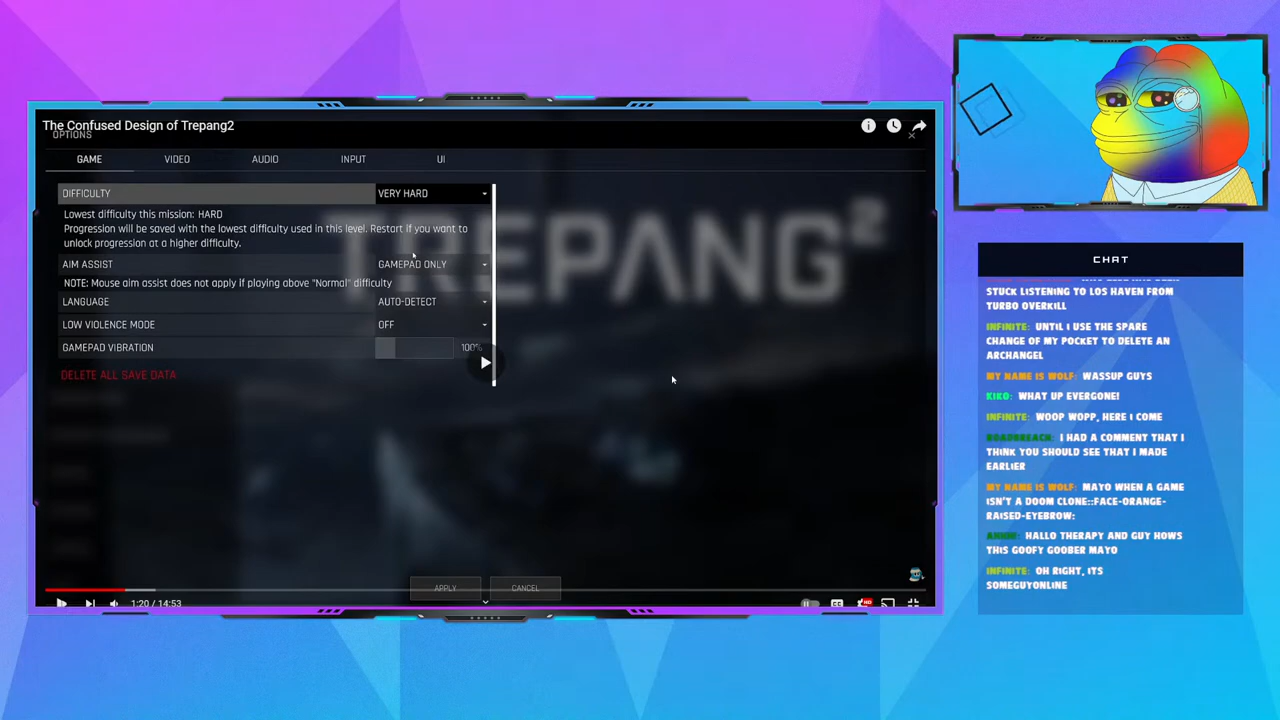 The Confused Design of Trepang2
OPTIONS
GAME VIDEO AUDIO INPUT UI
DIFFICULTY VERY HARD
Lowest difficulty this mission: HARD
Progression will be saved with the lowest difficulty used in this level. Restart if you want to
unlock progression at a higher difficulty.
AIM ASSIST GAMEPAD ONLY
NOTE: Mouse aim assist does not apply if playing above "Normal" difficulty
LANGUAGE AUTO-DETECT
LOW VIOLENCE MODE OFF
GAMEPAD VIBRATION 100%
DELETE ALL SAVE DATA
TREPANG²
APPLY CANCEL
1:20 / 14:53
CHAT
STUCK LISTENING TO LOS HAVEN FROM
TURBO OVERKILL
INFINITE: UNTIL I USE THE SPARE
CHANGE OF MY POCKET TO DELETE AN
ARCHANGEL
MY NAME IS WOLF: WASSUP GUYS
KIKO: WHAT UP EVERGONE!
INFINITE: WOOP WOPP, HERE I COME
ROADBREACH: I HAD A COMMENT THAT I
THINK YOU SHOULD SEE THAT I MADE
EARLIER
MY NAME IS WOLF: MAYO WHEN A GAME
ISN'T A DOOM CLONE::FACE-ORANGE-
RAISED-EYEBROW:
HALLO THERAPY AND GUY HOWS
THIS GOOFY GOOBER MAYO
INFINITE: OH RIGHT, ITS
SOMEGUYONLINE